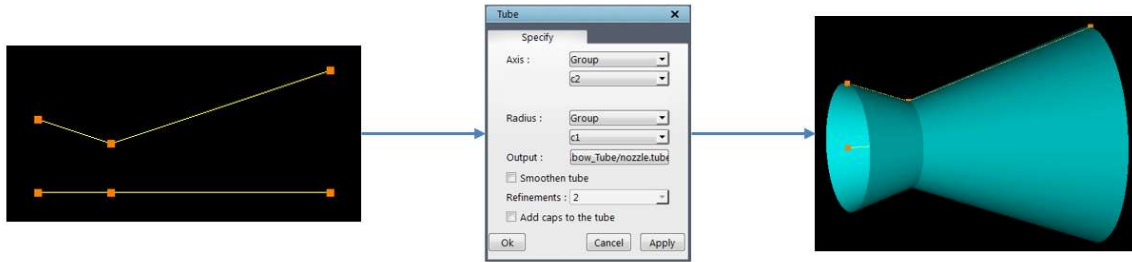 Tube X
Specify
Axis : Group
c2
Radius : Group
c1
Output : .bow_Tube/nozzle.tube
Smoothen tube
Refinements : 2
Add caps to the tube
Ok Cancel Apply